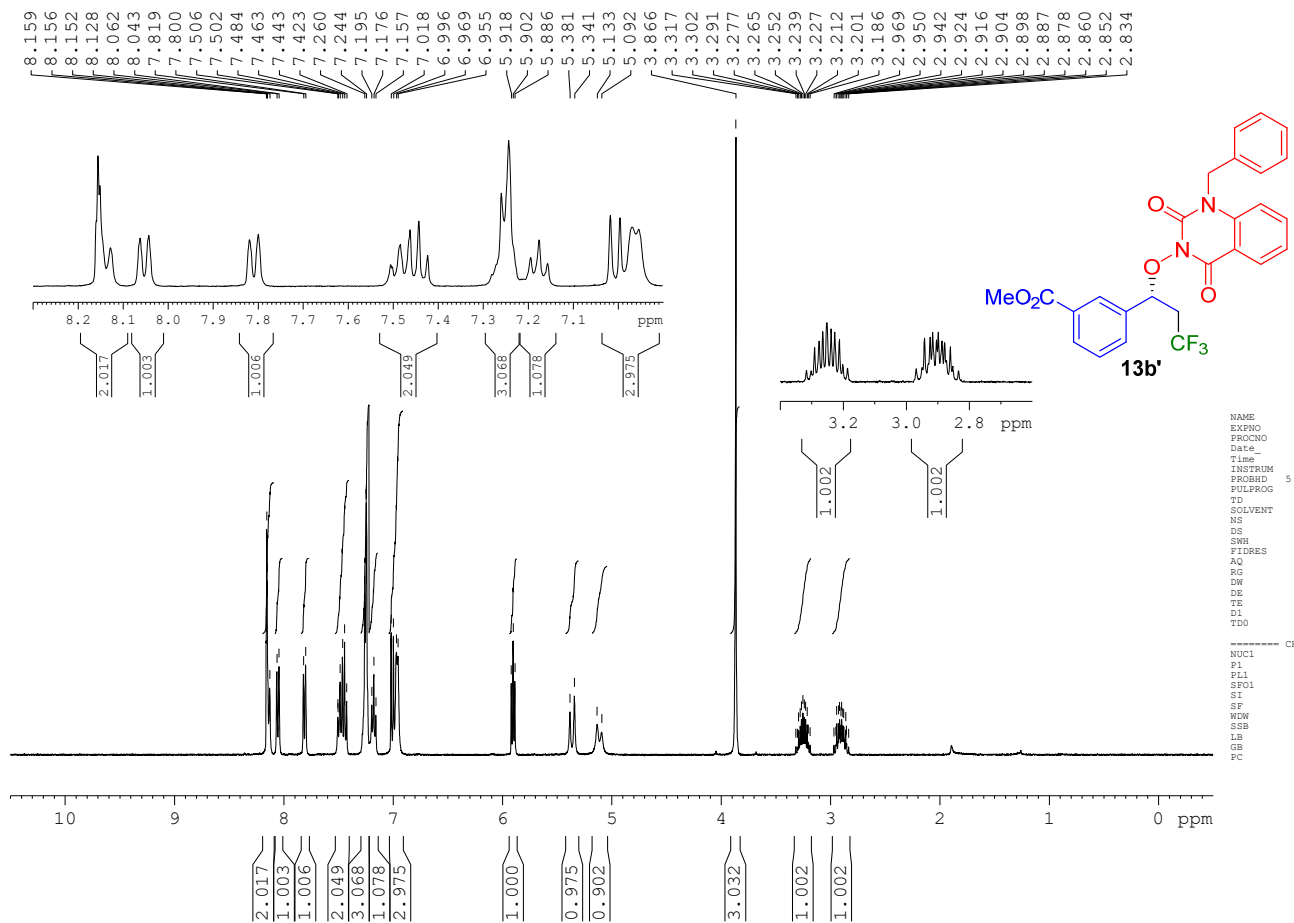 8.159 8.156 8.152 8.128 8.062 8.043 7.819 7.800 7.506 7.502 7.484 7.463 7.443 7.423 7.260 7.244 7.195 7.176 7.157 7.018 6.996 6.969 6.955 5.918 5.902 5.886 5.381 5.341 5.133 5.092 3.866 3.317 3.302 3.291 3.277 3.265 3.252 3.239 3.227 3.212 3.201 3.186 2.969 2.950 2.942 2.924 2.916 2.904 2.898 2.887 2.878 2.860 2.852 2.834
8.2 8.1 8.0 7.9 7.8 7.7 7.6 7.5 7.4 7.3 7.2 7.1 ppm
2.017 1.003 1.006 2.049 3.068 1.078 2.975
3.2 3.0 2.8 ppm
1.002 1.002
N
O
N
O
O
MeO2C
CF3
13b'
NAME
EXPNO
PROCNO
Date_
Time
INSTRUM
PROBHD 5
PULPROG
TD
SOLVENT
NS
DS
SWH
FIDRES
AQ
RG
DW
DE
TE
D1
TD0
======== CH
NUC1
P1
PL1
SFO1
SI
SF
WDW
SSB
LB
GB
PC
10 9 8 7 6 5 4 3 2 1 0 ppm
2.017 1.003 1.006 2.049 3.068 1.078 2.975 1.000 0.975 0.902 3.032 1.002 1.002